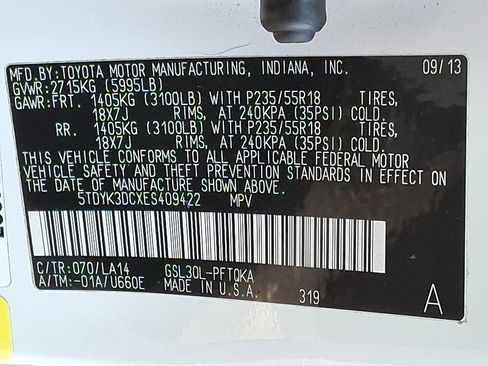 MFD.BY:TOYOTA MOTOR MANUFACTURING, INDIANA, INC. 09/13
GVWR:2715KG (5995LB)
GAWR:FRT. 1405KG (3100LB) WITH P235/55R18 TIRES,
18X7J RIMS, AT 240KPA (35PSI) COLD.
RR. 1405KG (3100LB) WITH P235/55R18 TIRES,
18X7J RIMS, AT 240KPA (35PSI) COLD.
THIS VEHICLE CONFORMS TO ALL APPLICABLE FEDERAL MOTOR
VEHICLE SAFETY AND THEFT PREVENTION STANDARDS IN EFFECT ON
THE DATE OF MANUFACTURE SHOWN ABOVE.
5TDYK3DCXES409422 MPV
C/TR:070/LA14 GSL30L-PFTQKA
A/TM:-01A/U660E MADE IN U.S.A. 319 A